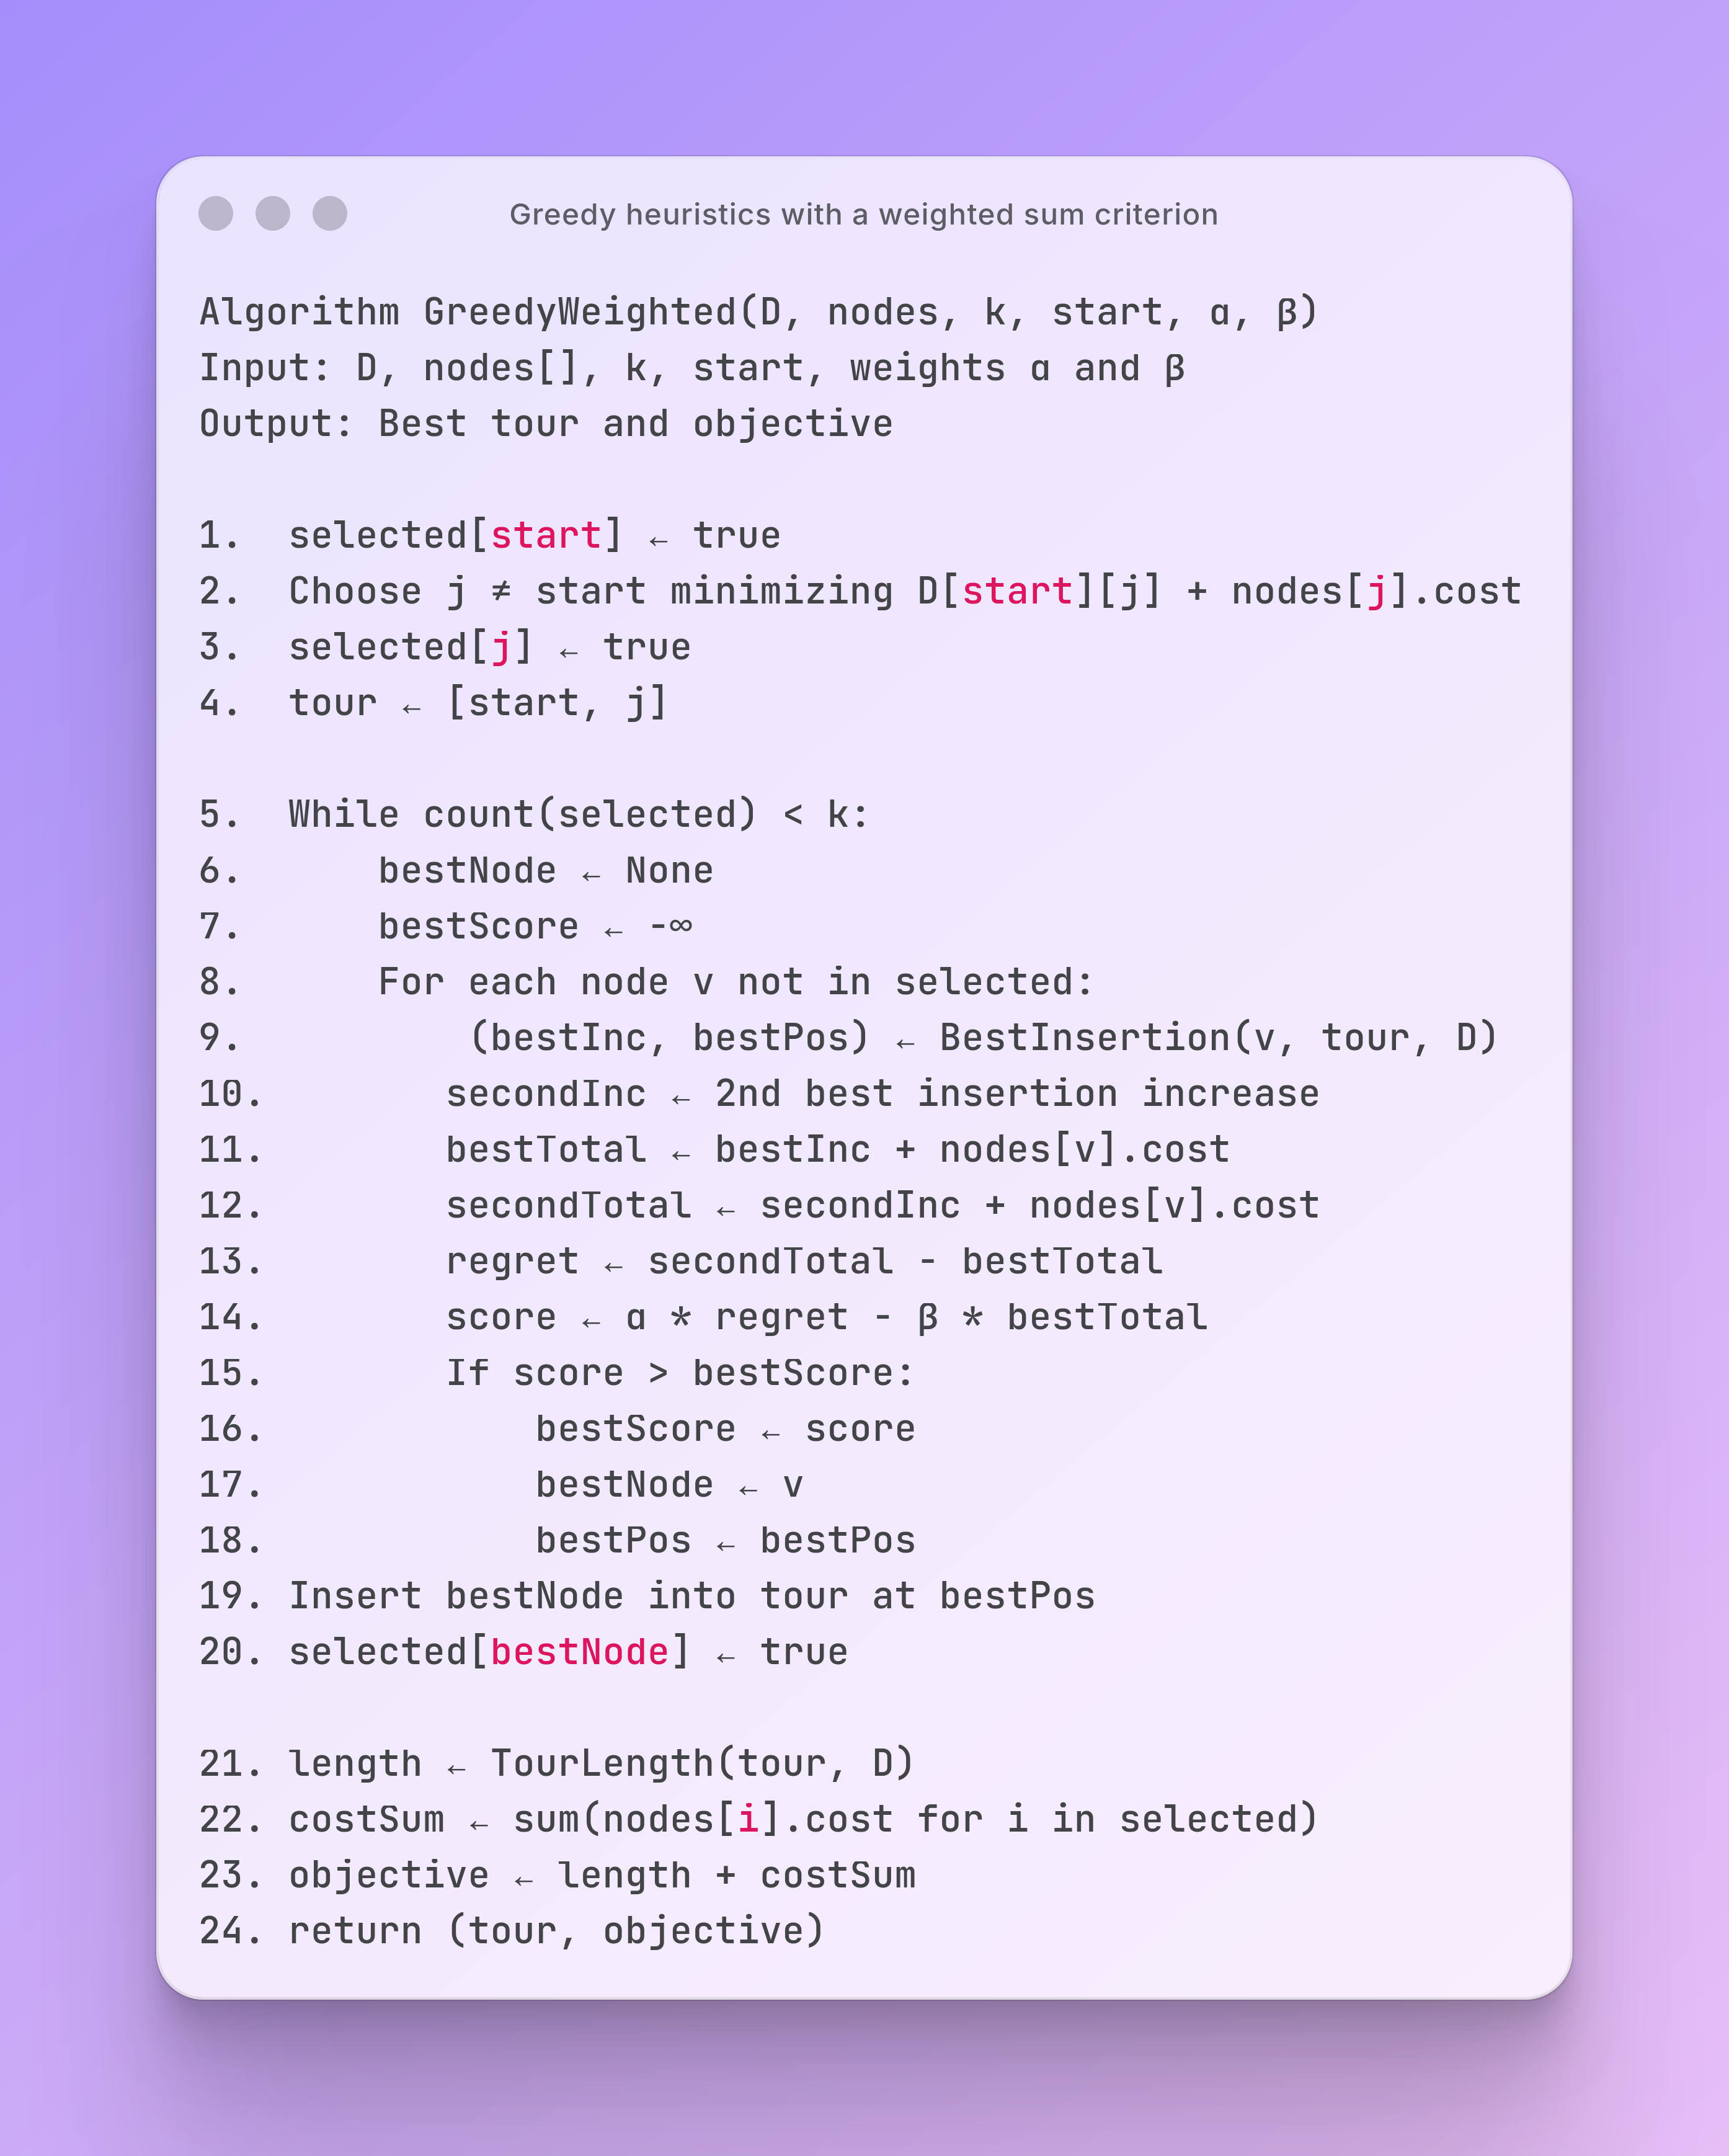 Greedy heuristics with a weighted sum criterion
Algorithm GreedyWeighted(D, nodes, k, start, α, β)
Input: D, nodes[], k, start, weights α and β
Output: Best tour and objective
1.  selected[start] ← true
2.  Choose j ≠ start minimizing D[start][j] + nodes[j].cost
3.  selected[j] ← true
4.  tour ← [start, j]
5.  While count(selected) < k:
6.      bestNode ← None
7.      bestScore ← -∞
8.      For each node v not in selected:
9.          (bestInc, bestPos) ← BestInsertion(v, tour, D)
10.        secondInc ← 2nd best insertion increase
11.        bestTotal ← bestInc + nodes[v].cost
12.        secondTotal ← secondInc + nodes[v].cost
13.        regret ← secondTotal - bestTotal
14.        score ← α * regret - β * bestTotal
15.        If score > bestScore:
16.            bestScore ← score
17.            bestNode ← v
18.            bestPos ← bestPos
19. Insert bestNode into tour at bestPos
20. selected[bestNode] ← true
21. length ← TourLength(tour, D)
22. costSum ← sum(nodes[i].cost for i in selected)
23. objective ← length + costSum
24. return (tour, objective)